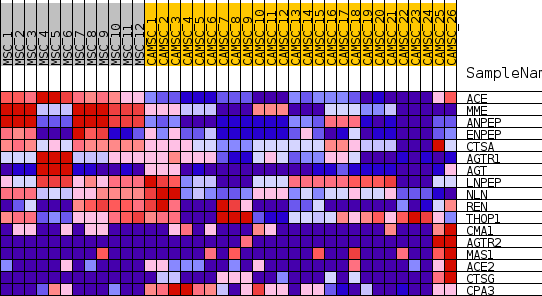 MSC_1
MSC_2
MSC_3
MSC_4
MSC_5
MSC_6
MSC_7
MSC_8
MSC_9
MSC_10
MSC_11
MSC_12
CAMSC_1
CAMSC_2
CAMSC_3
CAMSC_4
CAMSC_5
CAMSC_6
CAMSC_7
CAMSC_8
CAMSC_9
CAMSC_10
CAMSC_11
CAMSC_12
CAMSC_13
CAMSC_14
CAMSC_15
CAMSC_16
CAMSC_17
CAMSC_18
CAMSC_19
CAMSC_20
CAMSC_21
CAMSC_22
CAMSC_23
CAMSC_24
CAMSC_25
CAMSC_26
SampleNam
ACE
MME
ANPEP
ENPEP
CTSA
AGTR1
AGT
LNPEP
NLN
REN
THOP1
CMA1
AGTR2
MAS1
ACE2
CTSG
CPA3